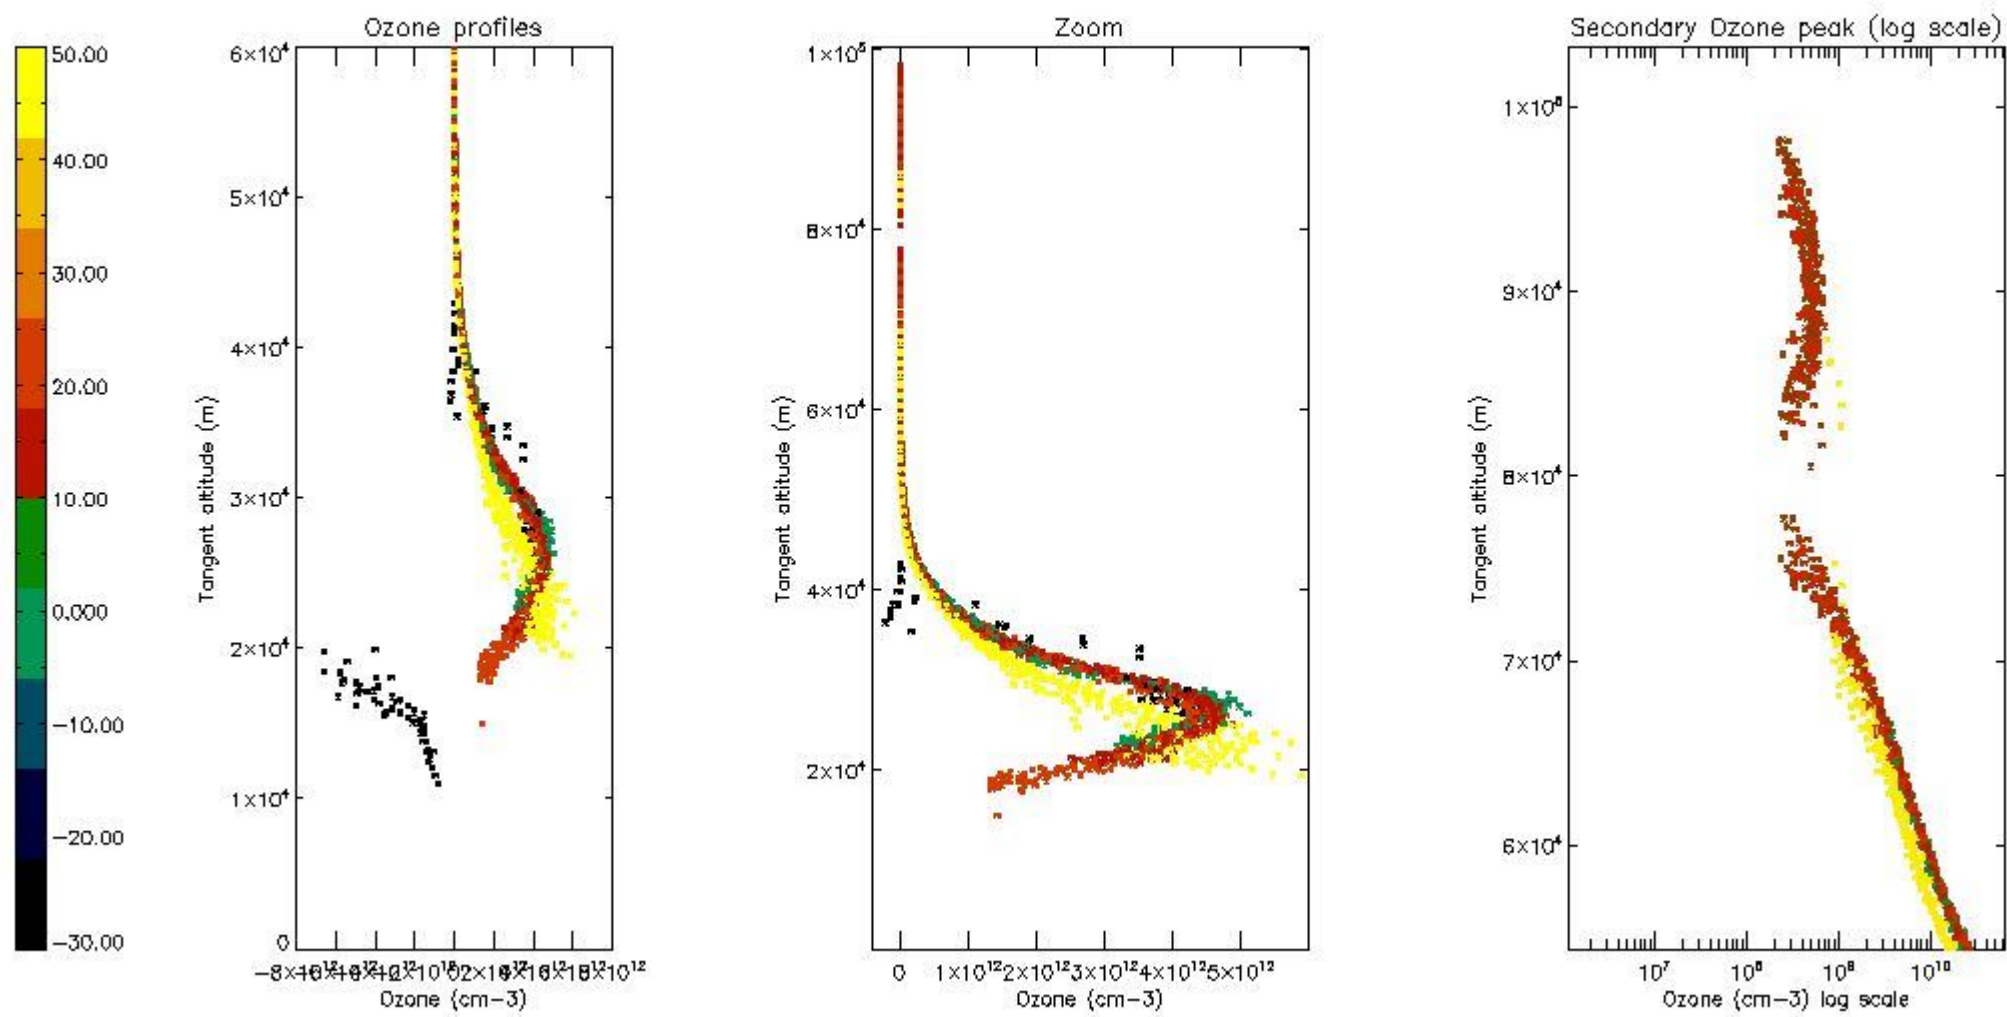 Ozone profiles
Zoom
Secondary Ozone peak (log scale)
50.00
40.00
30.00
20.00
10.00
0.000
−10.00
−20.00
−30.00
6×10⁴
5×10⁴
4×10⁴
3×10⁴
2×10⁴
1×10⁴
0
Tangent altitude (m)
Ozone (cm−3)
1×10⁵
8×10⁴
6×10⁴
4×10⁴
2×10⁴
Tangent altitude (m)
0 1×10¹² 2×10¹² 3×10¹² 4×10¹² 5×10¹²
Ozone (cm−3)
9×10⁴
8×10⁴
7×10⁴
6×10⁴
Tangent altitude (m)
10⁷ 10⁸ 10⁹ 10¹⁰
Ozone (cm−3) log scale